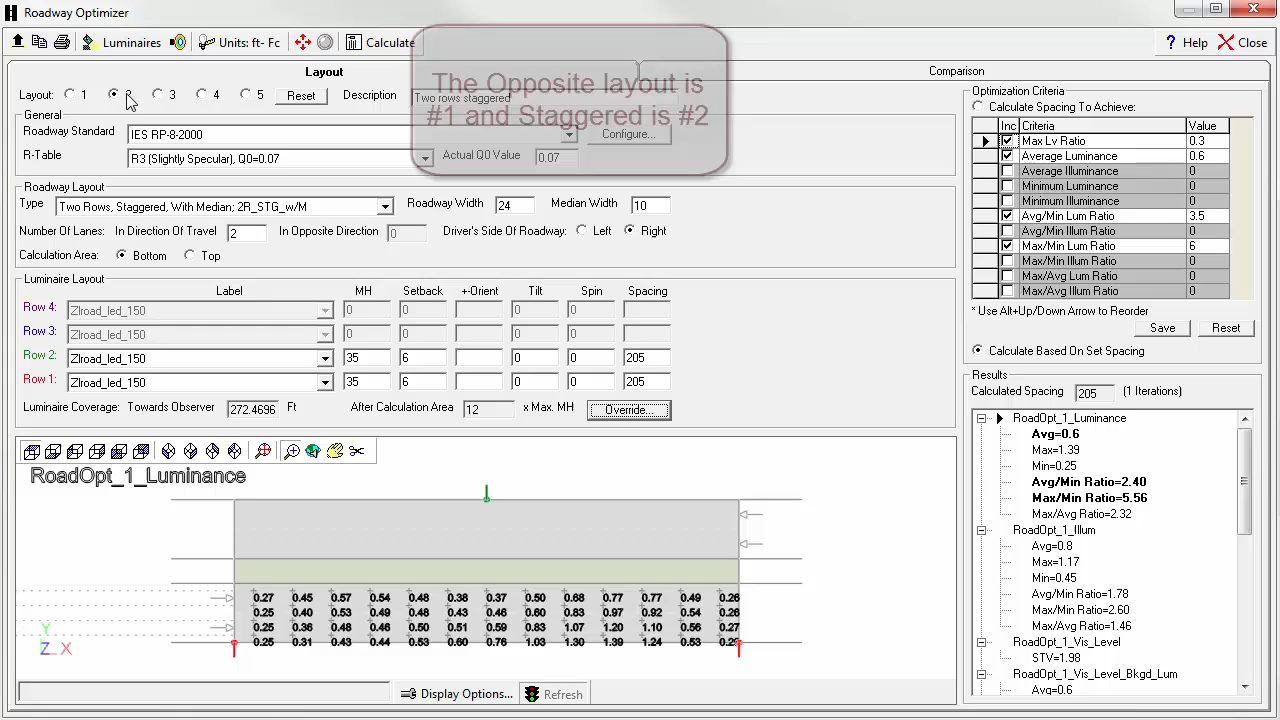 Roadway Optimizer
Luminaires Units: ft- Fc Calculate Help Close
Layout Comparison
The Opposite layout is
#1 and Staggered is #2
Layout: 1 3 4 5 Reset Description Two rows staggered
General
Roadway Standard IES RP-8-2000 Configure...
R-Table R3 (Slightly Specular), Q0=0.07 Actual Q0 Value 0.07
Roadway Layout
Type Two Rows, Staggered, With Median; 2R_STG_w/M Roadway Width 24 Median Width 10
Number Of Lanes: In Direction Of Travel 2 In Opposite Direction 0 Driver's Side Of Roadway: Left Right
Calculation Area: Bottom Top
Luminaire Layout
Label MH Setback +-Orient Tilt Spin Spacing
Row 4: Zlroad_led_150 0 0 0 0
Row 3: Zlroad_led_150 0 0 0 0
Row 2: Zlroad_led_150 35 6 0 0 205
Row 1: Zlroad_led_150 35 6 0 0 205
Luminaire Coverage: Towards Observer 272.4696 Ft After Calculation Area 12 x Max. MH Override...
RoadOpt_1_Luminance
0.27 0.45 0.57 0.54 0.48 0.38 0.37 0.50 0.68 0.77 0.77 0.49 0.26
0.25 0.40 0.53 0.49 0.48 0.43 0.46 0.60 0.83 0.97 0.92 0.54 0.26
0.25 0.36 0.48 0.46 0.50 0.51 0.59 0.83 1.07 1.20 1.10 0.56 0.27
0.25 0.31 0.43 0.44 0.53 0.60 0.76 1.03 1.30 1.39 1.24 0.53
Y
Z X
Display Options... Refresh
Optimization Criteria
Calculate Spacing To Achieve:
Inc Criteria Value
Max Lv Ratio 0.3
Average Luminance 0.6
Average Illuminance 0
Minimum Luminance 0
Minimum Illuminance 0
Avg/Min Lum Ratio 3.5
Avg/Min Illum Ratio 0
Max/Min Lum Ratio 6
Max/Min Illum Ratio 0
Max/Avg Lum Ratio 0
Max/Avg Illum Ratio 0
* Use Alt+Up/Down Arrow to Reorder
Save Reset
Calculate Based On Set Spacing
Results
Calculated Spacing 205 (1 Iterations)
RoadOpt_1_Luminance
Avg=0.6
Max=1.39
Min=0.25
Avg/Min Ratio=2.40
Max/Min Ratio=5.56
Max/Avg Ratio=2.32
RoadOpt_1_Illum
Avg=0.8
Max=1.17
Min=0.45
Avg/Min Ratio=1.78
Max/Min Ratio=2.60
Max/Avg Ratio=1.46
RoadOpt_1_Vis_Level
STV=1.98
RoadOpt_1_Vis_Level_Bkgd_Lum
Avg=0.6